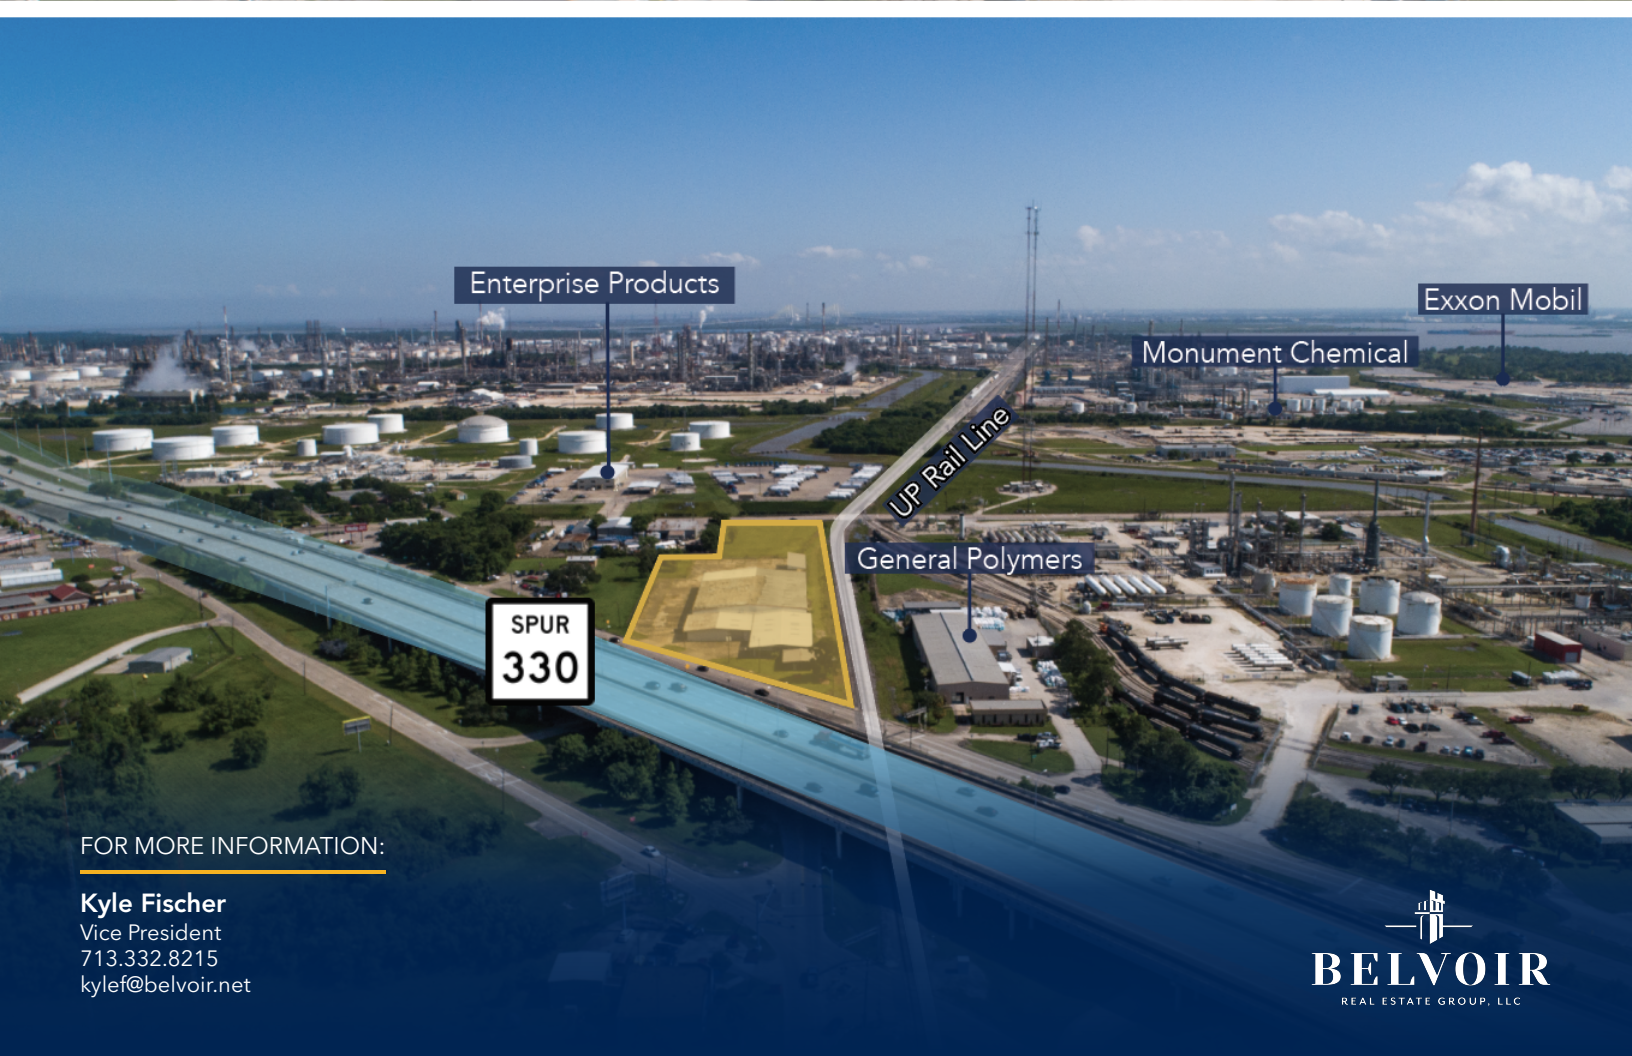 Enterprise Products
Exxon Mobil
Monument Chemical
UP Rail Line
General Polymers
SPUR
330
FOR MORE INFORMATION:
Kyle Fischer
Vice President
713.332.8215
kylef@belvoir.net
BELVOIR
REAL ESTATE GROUP, LLC